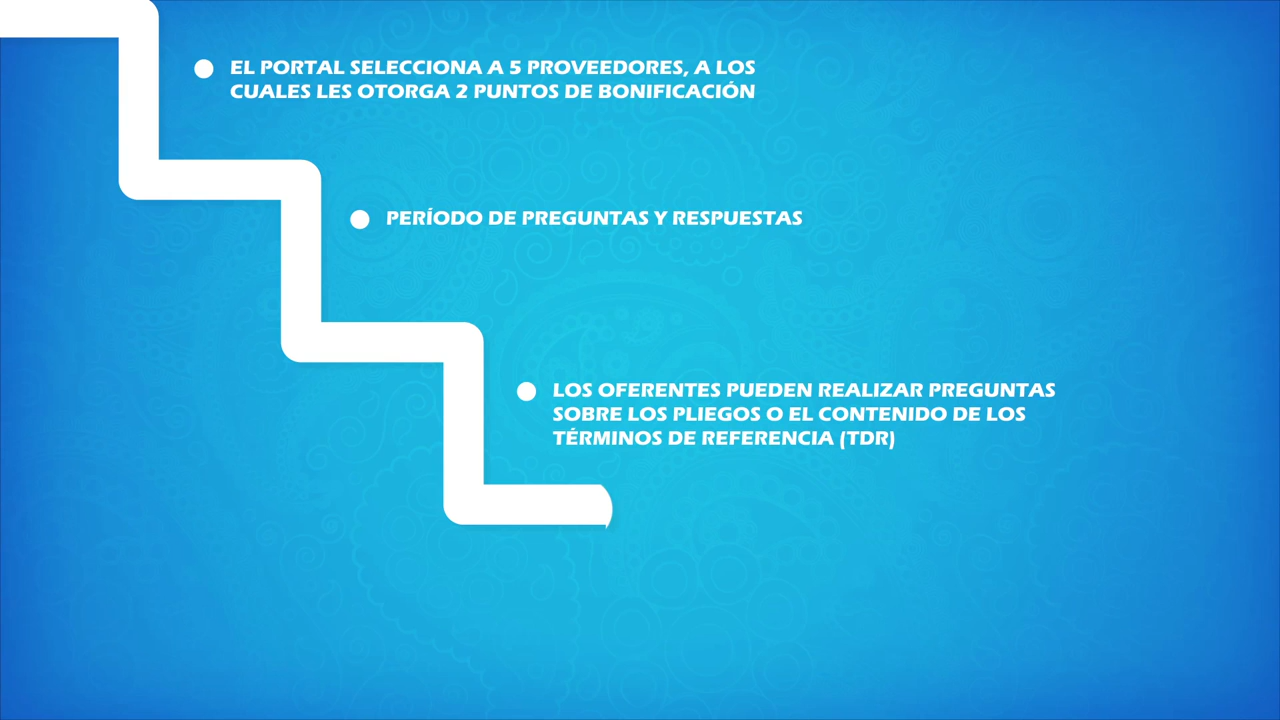 EL PORTAL SELECCIONA A 5 PROVEEDORES, A LOS
CUALES LES OTORGA 2 PUNTOS DE BONIFICACIÓN
PERÍODO DE PREGUNTAS Y RESPUESTAS
LOS OFERENTES PUEDEN REALIZAR PREGUNTAS
SOBRE LOS PLIEGOS O EL CONTENIDO DE LOS
TÉRMINOS DE REFERENCIA (TDR)